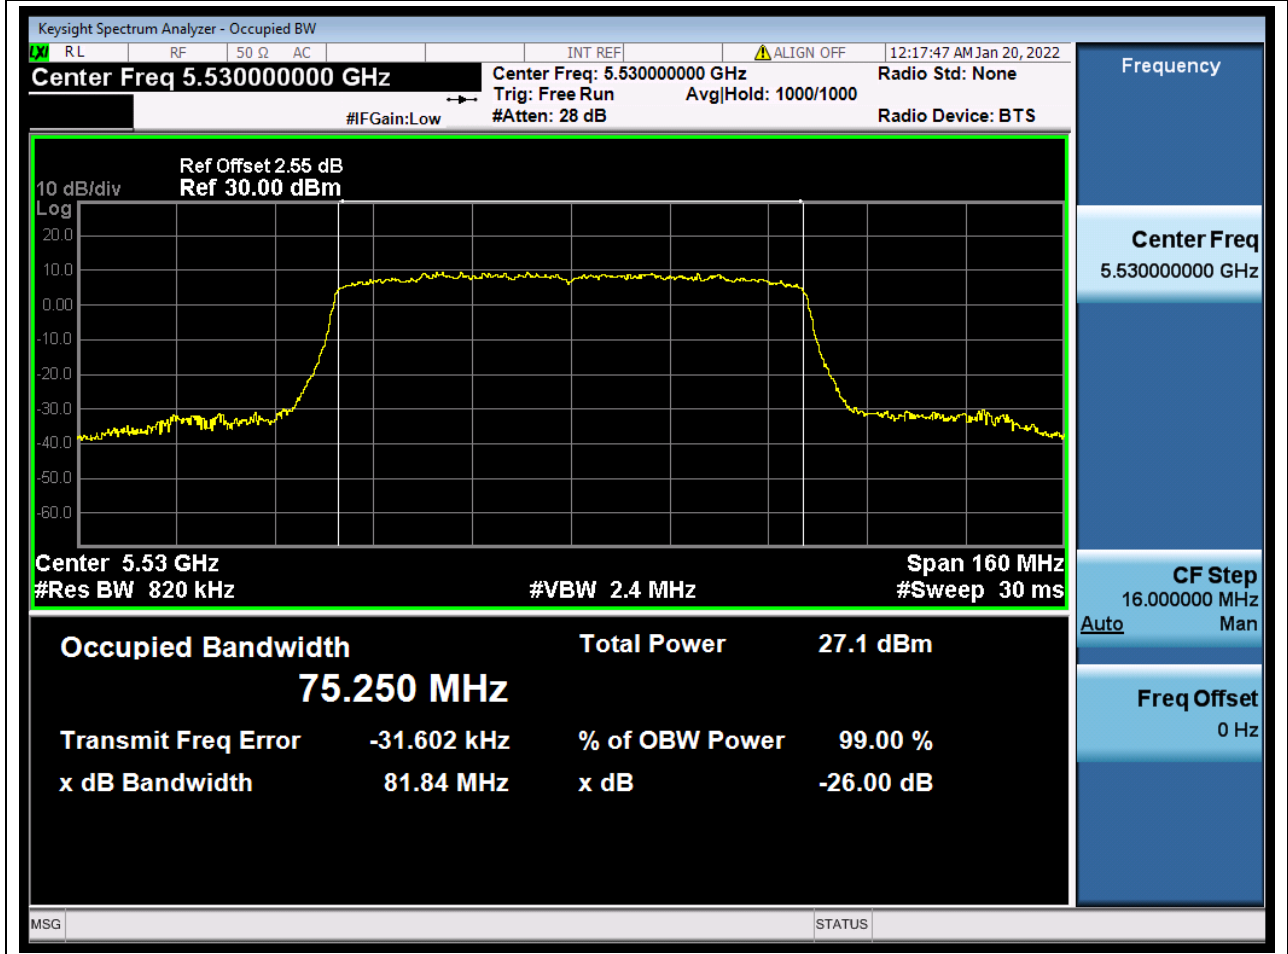 Keysight Spectrum Analyzer - Occupied BW
LXI RL RF 50 Ω AC INT REF ALIGN OFF 12:17:47 AM Jan 20, 2022
Center Freq 5.530000000 GHz
Center Freq: 5.530000000 GHz
Radio Std: None
Trig: Free Run Avg|Hold: 1000/1000
#IFGain:Low
#Atten: 28 dB
Radio Device: BTS
Ref Offset 2.55 dB
10 dB/div Ref 30.00 dBm
Log
20.0
10.0
0.00
-10.0
-20.0
-30.0
-40.0
-50.0
-60.0
Center 5.53 GHz Span 160 MHz
#Res BW 820 kHz #VBW 2.4 MHz #Sweep 30 ms
Occupied Bandwidth Total Power 27.1 dBm
75.250 MHz
Transmit Freq Error -31.602 kHz % of OBW Power 99.00 %
x dB Bandwidth 81.84 MHz x dB -26.00 dB
MSG STATUS
Frequency
Center Freq
5.530000000 GHz
CF Step
16.000000 MHz
Auto Man
Freq Offset
0 Hz